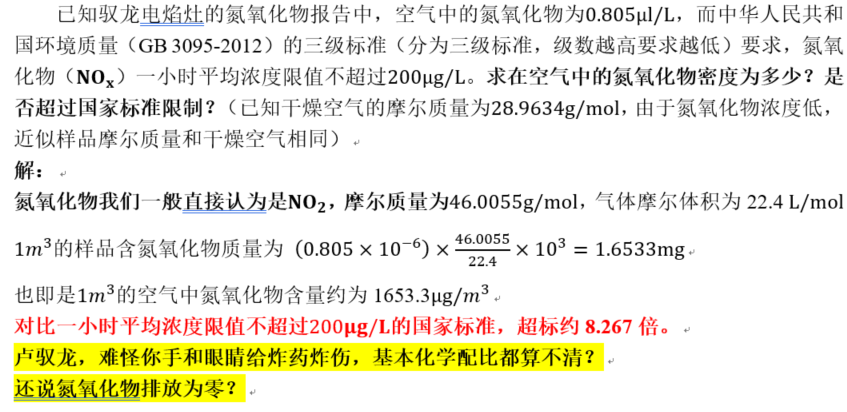 已知驭龙电焰灶的氮氧化物报告中，空气中的氮氧化物为0.805μl/L，而中华人民共和
国环境质量（GB 3095-2012）的三级标准（分为三级标准，级数越高要求越低）要求，氮氧
化物（NOₓ）一小时平均浓度限值不超过200μg/L。求在空气中的氮氧化物密度为多少？是
否超过国家标准限制？（已知干燥空气的摩尔质量为28.9634g/mol，由于氮氧化物浓度低，
近似样品摩尔质量和干燥空气相同）
解：
氮氧化物我们一般直接认为是NO₂，摩尔质量为46.0055g/mol，气体摩尔体积为 22.4 L/mol
1m³的样品含氮氧化物质量为 (0.805 × 10⁻⁶) × 46.0055/22.4 × 10³ = 1.6533mg
也即是1m³的空气中氮氧化物含量约为 1653.3μg/m³
对比一小时平均浓度限值不超过200μg/L的国家标准，超标约 8.267 倍。
卢驭龙，难怪你手和眼睛给炸药炸伤，基本化学配比都算不清？
还说氮氧化物排放为零？